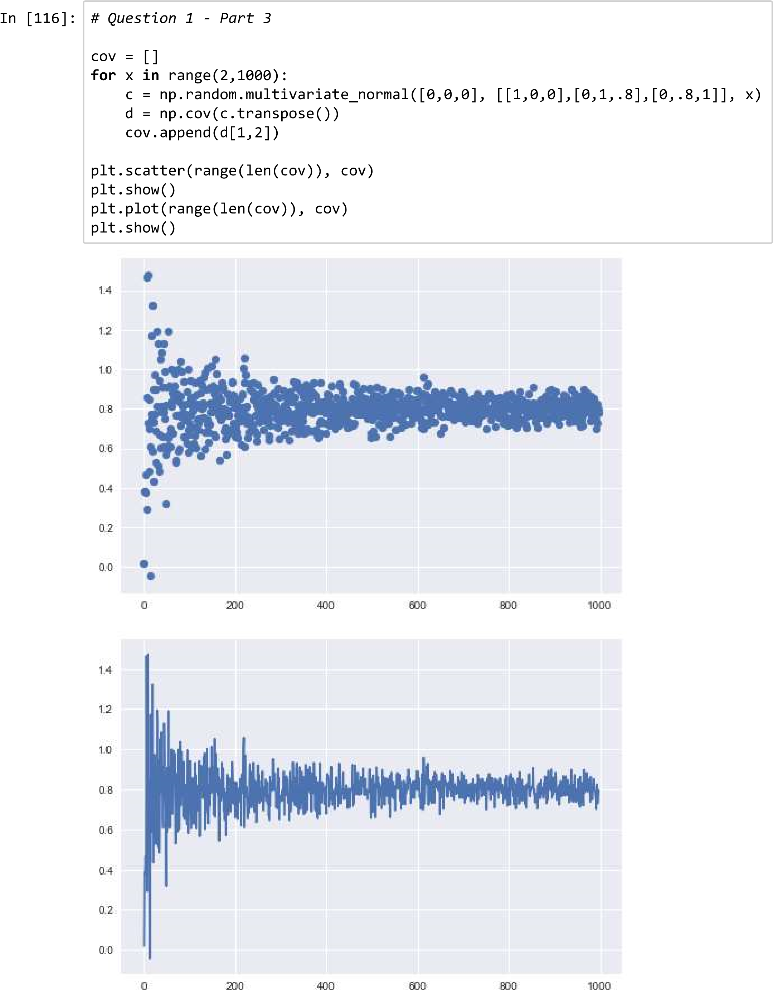 In [116]: # Question 1 - Part 3
cov = []
for x in range(2,1000):
    c = np.random.multivariate_normal([0,0,0], [[1,0,0],[0,1,.8],[0,.8,1]], x)
    d = np.cov(c.transpose())
    cov.append(d[1,2])
plt.scatter(range(len(cov)), cov)
plt.show()
plt.plot(range(len(cov)), cov)
plt.show()
1.4
1.2
1.0
0.8
0.6
0.4
0.2
0.0
0 200 400 600 800 1000
1.4
1.2
1.0
0.8
0.6
0.4
0.2
0.0
0 200 400 600 800 1000